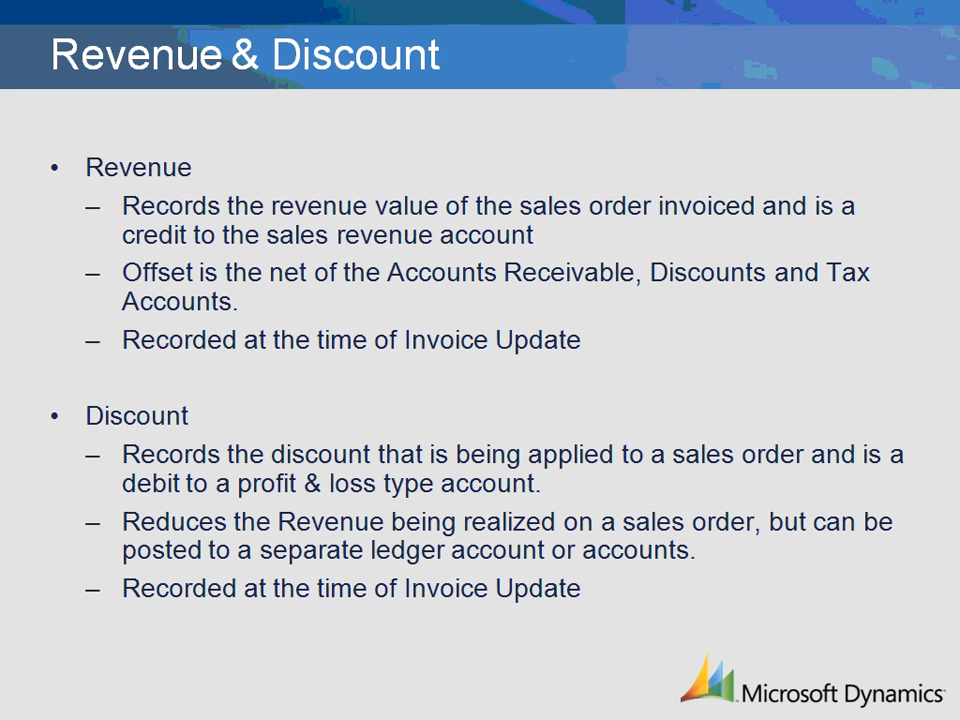 Revenue & Discount
• Revenue
– Records the revenue value of the sales order invoiced and is a
credit to the sales revenue account
– Offset is the net of the Accounts Receivable, Discounts and Tax
Accounts.
– Recorded at the time of Invoice Update
• Discount
– Records the discount that is being applied to a sales order and is a
debit to a profit & loss type account.
– Reduces the Revenue being realized on a sales order, but can be
posted to a separate ledger account or accounts.
– Recorded at the time of Invoice Update
Microsoft Dynamics